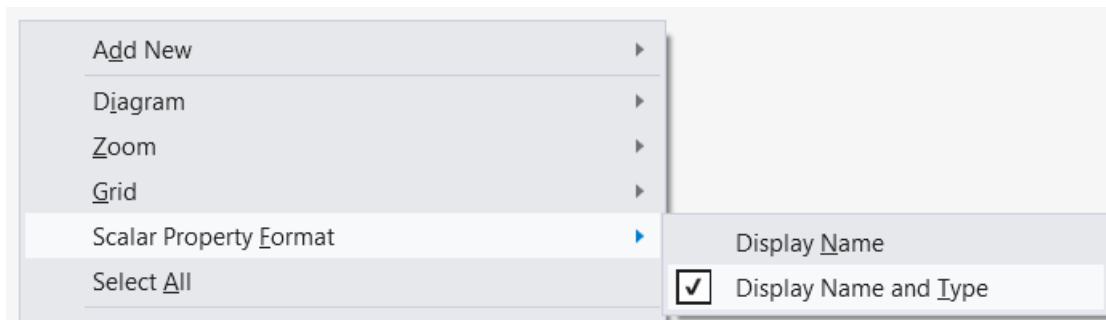 Add New
Diagram
Zoom
Grid
Scalar Property Format
Select All
Display Name
Display Name and Type